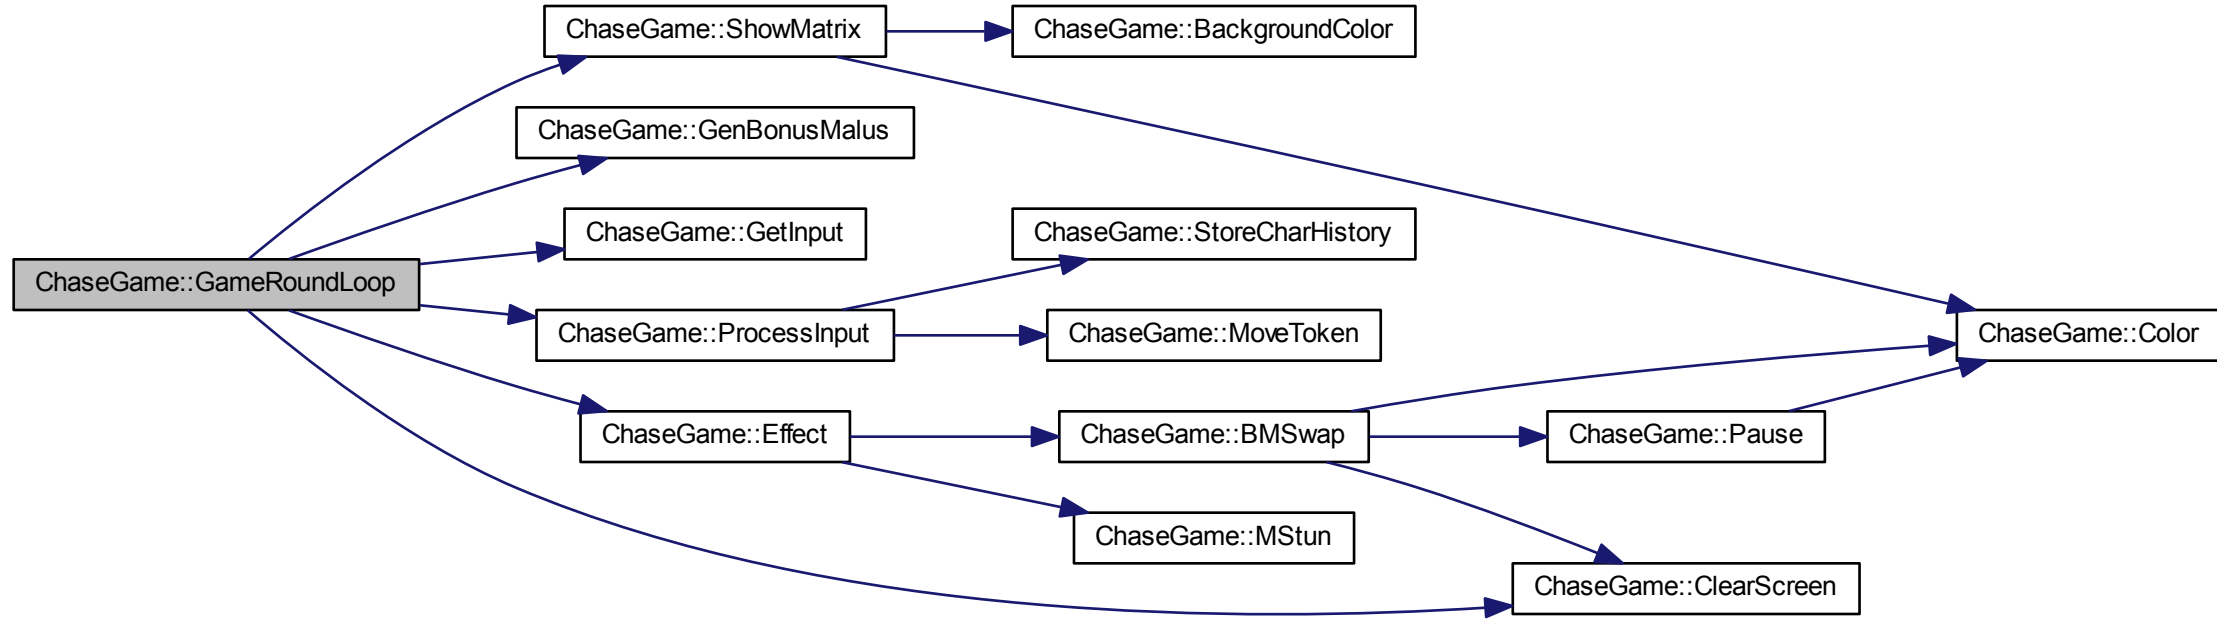 ChaseGame::ShowMatrix
ChaseGame::BackgroundColor
ChaseGame::GenBonusMalus
ChaseGame::GetInput
ChaseGame::StoreCharHistory
ChaseGame::GameRoundLoop
ChaseGame::ProcessInput
ChaseGame::MoveToken
ChaseGame::Color
ChaseGame::Effect
ChaseGame::BMSwap
ChaseGame::Pause
ChaseGame::MStun
ChaseGame::ClearScreen